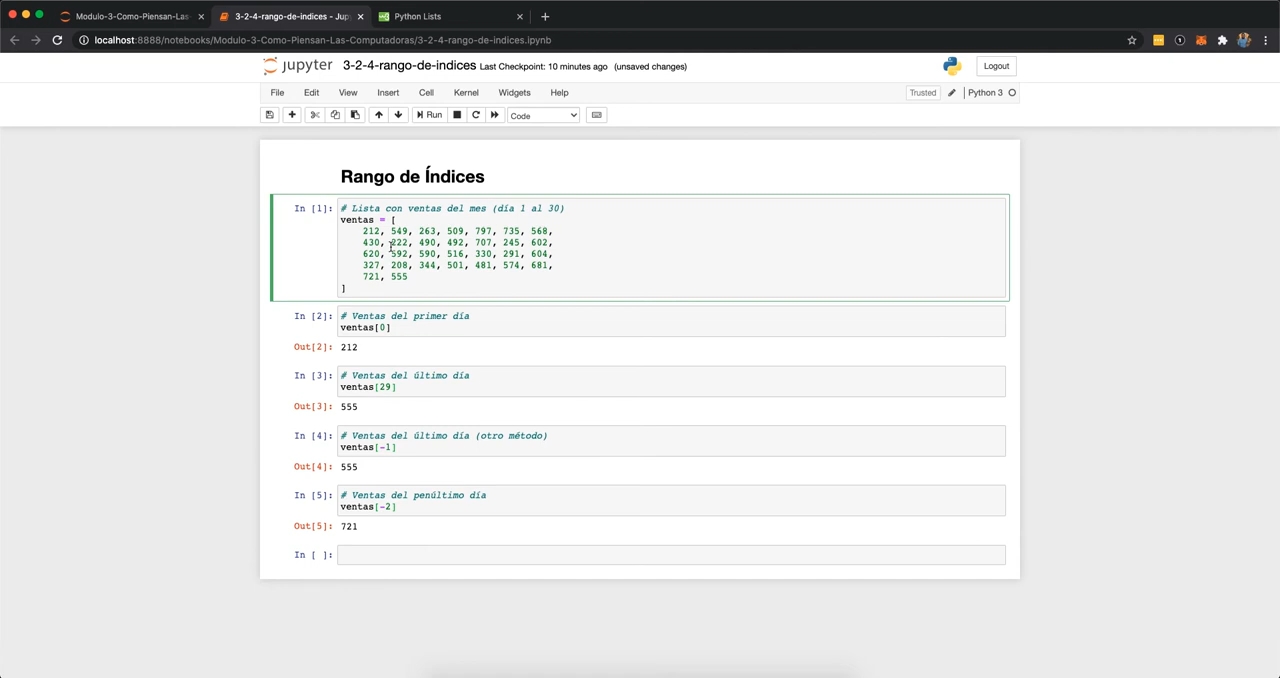 Modulo-3-Como-Piensan-Las-
3-2-4-rango-de-indices - Jup
Python Lists
localhost:8888/notebooks/Modulo-3-Como-Piensan-Las-Computadoras/3-2-4-rango-de-indices.ipynb
jupyter 3-2-4-rango-de-indices Last Checkpoint: 10 minutes ago (unsaved changes)
Logout
File Edit View Insert Cell Kernel Widgets Help
Trusted
Python 3
Run
Code
Rango de Índices
In [1]: # Lista con ventas del mes (día 1 al 30)
ventas = [
212, 549, 263, 509, 797, 735, 568,
430, 222, 490, 492, 707, 245, 602,
620, 592, 590, 516, 330, 291, 604,
327, 208, 344, 501, 481, 574, 681,
721, 555
]
In [2]: # Ventas del primer día
ventas[0]
Out[2]: 212
In [3]: # Ventas del último día
ventas[29]
Out[3]: 555
In [4]: # Ventas del último día (otro método)
ventas[-1]
Out[4]: 555
In [5]: # Ventas del penúltimo día
ventas[-2]
Out[5]: 721
In [ ]: